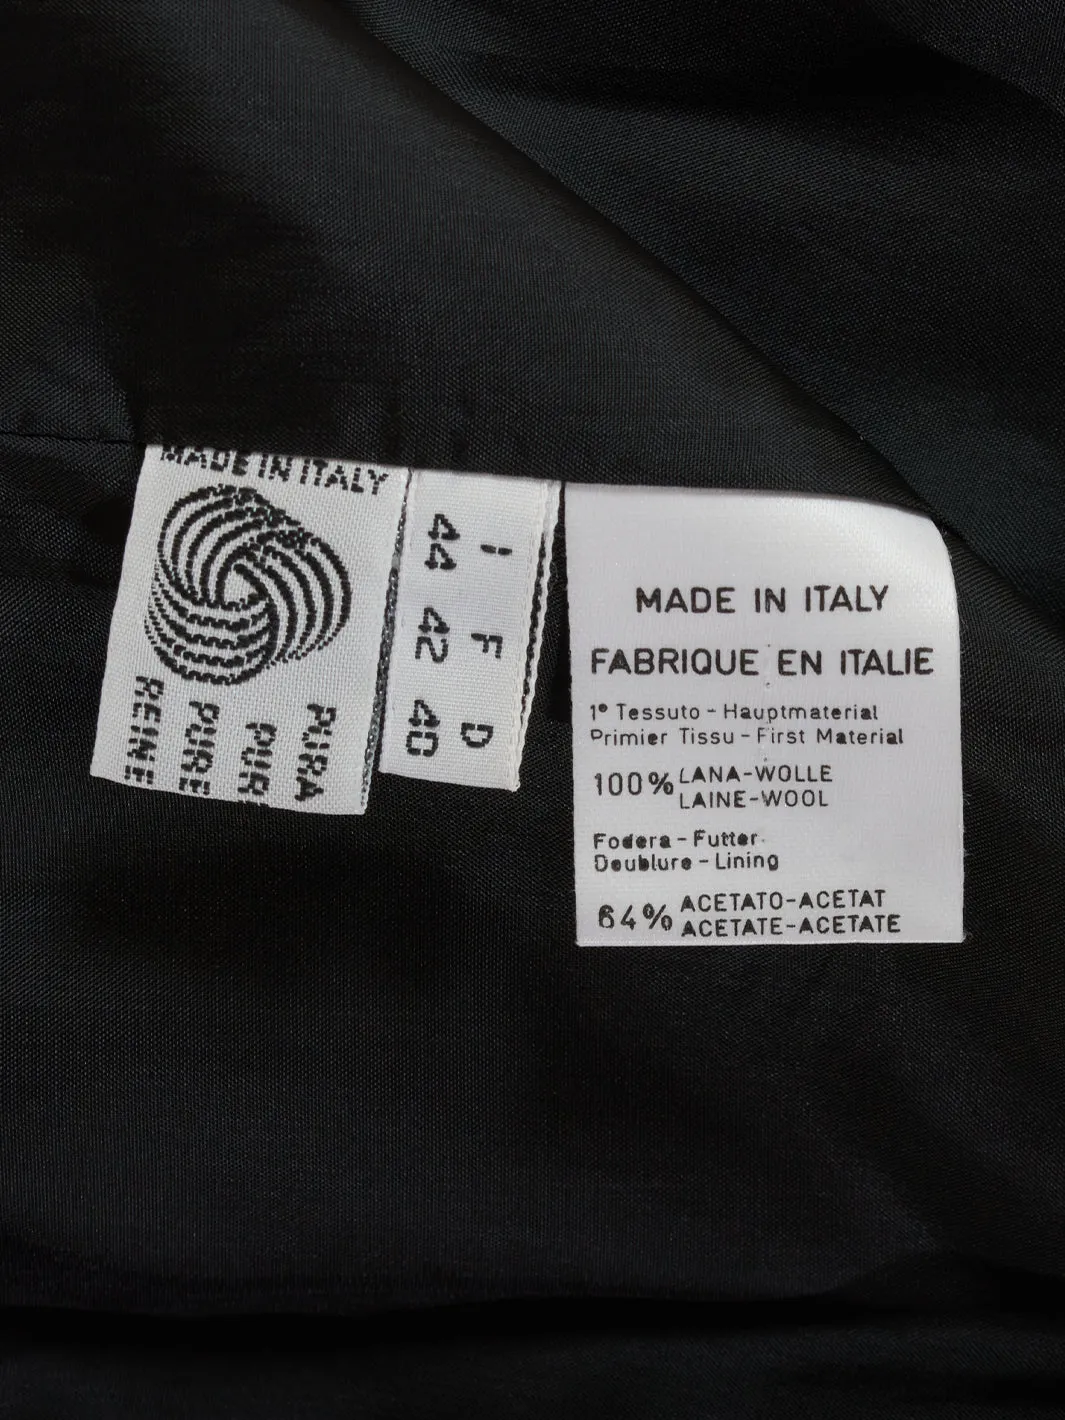 MADE IN ITALY
PURA
PURE
REINE
I 44
F 42
D 40
MADE IN ITALY
FABRIQUE EN ITALIE
1° Tessuto - Hauptmaterial
Primier Tissu - First Material
100% LANA-WOLLE
LAINE-WOOL
Fodera - Futter
Doublure - Lining
64% ACETATO-ACETAT
ACETATE-ACETATE